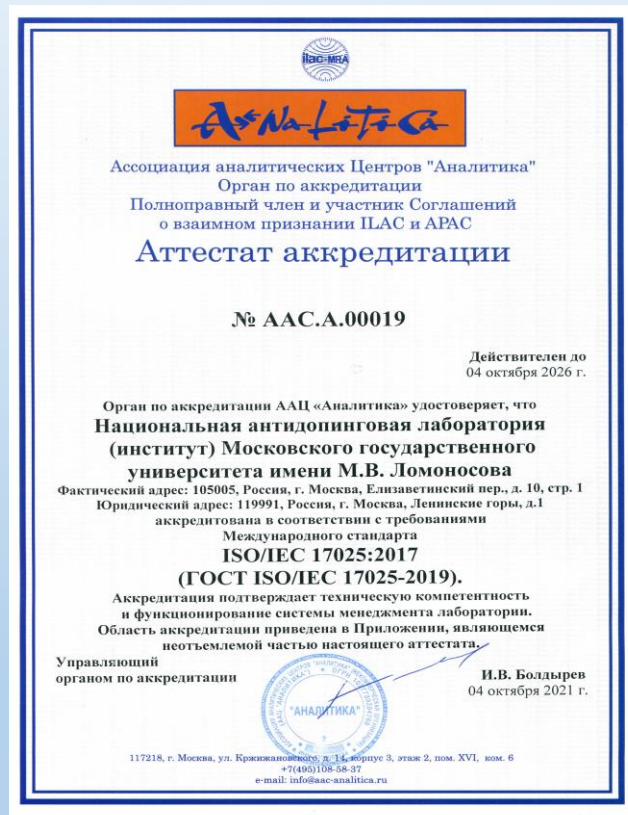 ilac-MRA
AsNaLiTiCa
Ассоциация аналитических Центров "Аналитика"
Орган по аккредитации
Полноправный член и участник Соглашений
о взаимном признании ILAC и APAC
Аттестат аккредитации
№ ААС.А.00019
Действителен до
04 октября 2026 г.
Орган по аккредитации ААЦ «Аналитика» удостоверяет, что
Национальная антидопинговая лаборатория
(институт) Московского государственного
университета имени М.В. Ломоносова
Фактический адрес: 105005, Россия, г. Москва, Елизаветинский пер., д. 10, стр. 1
Юридический адрес: 119991, Россия, г. Москва, Ленинские горы, д.1
аккредитована в соответствии с требованиями
Международного стандарта
ISO/IEC 17025:2017
(ГОСТ ISO/IEC 17025-2019).
Аккредитация подтверждает техническую компетентность
и функционирование системы менеджмента лаборатории.
Область аккредитации приведена в Приложении, являющемся
неотъемлемой частью настоящего аттестата.
Управляющий
органом по аккредитации
"АНАЛИТИКА"
И.В. Болдырев
04 октября 2021 г.
117218, г. Москва, ул. Кржижановского, д. 14, корпус 3, этаж 2, пом. XVI, ком. 6
+7(495)108-58-37
e-mail: info@aac-analitica.ru